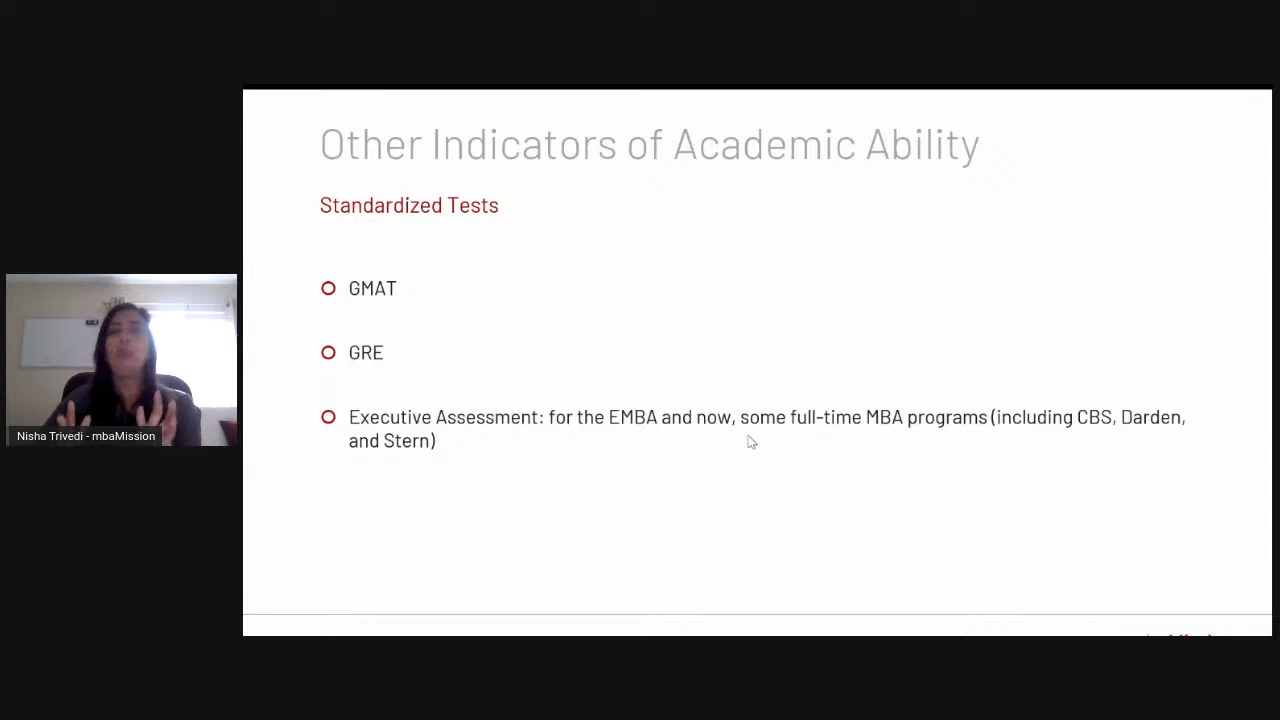 Other Indicators of Academic Ability
Standardized Tests
GMAT
GRE
Executive Assessment: for the EMBA and now, some full-time MBA programs (including CBS, Darden,
and Stern)
Nisha Trivedi - mbaMission